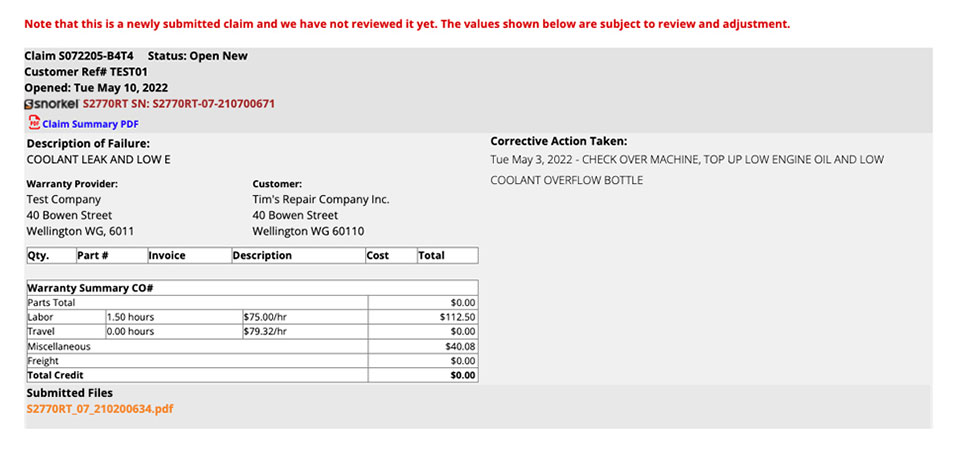 Note that this is a newly submitted claim and we have not reviewed it yet. The values shown below are subject to review and adjustment.
Claim S072205-B4T4 Status: Open New
Customer Ref# TEST01
Opened: Tue May 10, 2022
snorkel S2770RT SN: S2770RT-07-210700671
PDF Claim Summary PDF
Description of Failure:
COOLANT LEAK AND LOW E
Corrective Action Taken:
Tue May 3, 2022 - CHECK OVER MACHINE, TOP UP LOW ENGINE OIL AND LOW
COOLANT OVERFLOW BOTTLE
Warranty Provider:
Test Company
40 Bowen Street
Wellington WG, 6011
Customer:
Tim's Repair Company Inc.
40 Bowen Street
Wellington WG 60110
Qty. Part # Invoice Description Cost Total
Warranty Summary CO#
Parts Total $0.00
Labor 1.50 hours $75.00/hr $112.50
Travel 0.00 hours $79.32/hr $0.00
Miscellaneous $40.08
Freight $0.00
Total Credit $0.00
Submitted Files
S2770RT_07_210200634.pdf